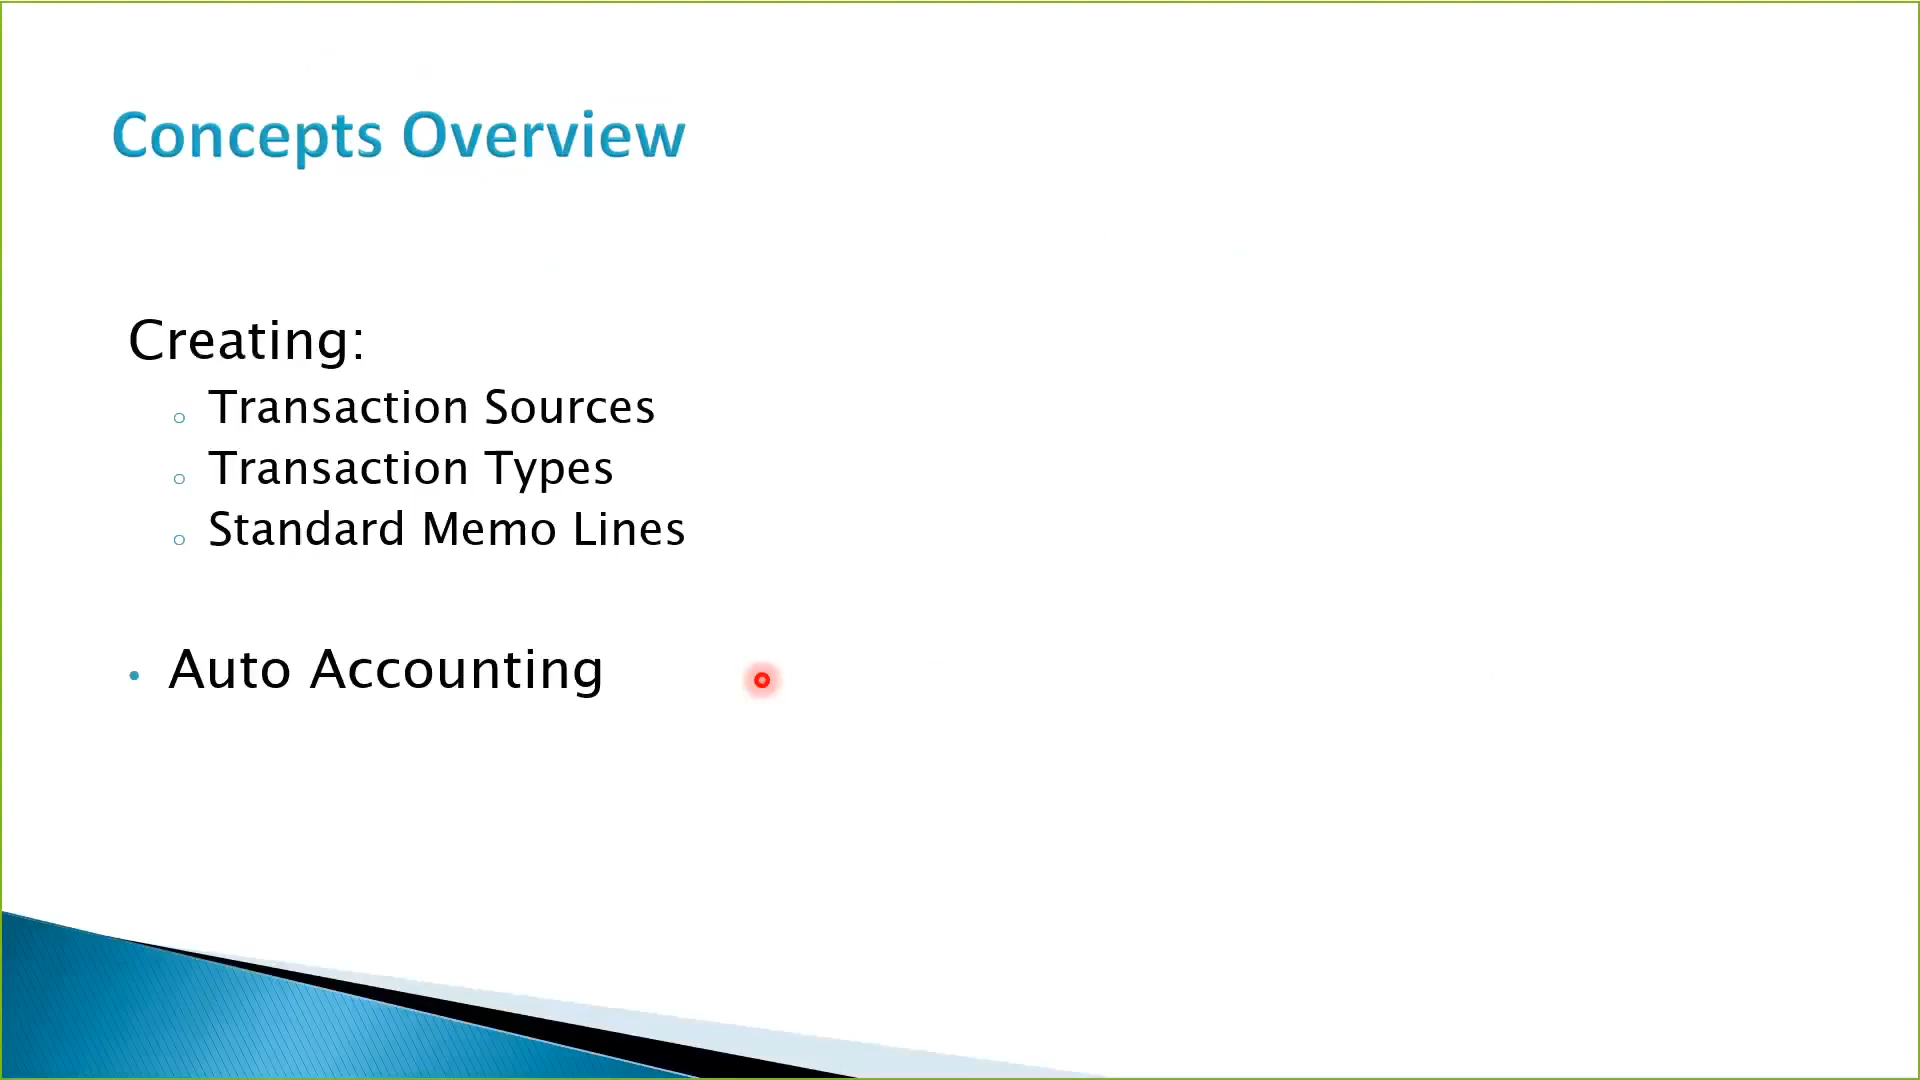 Concepts Overview
Creating:
Transaction Sources
Transaction Types
Standard Memo Lines
Auto Accounting